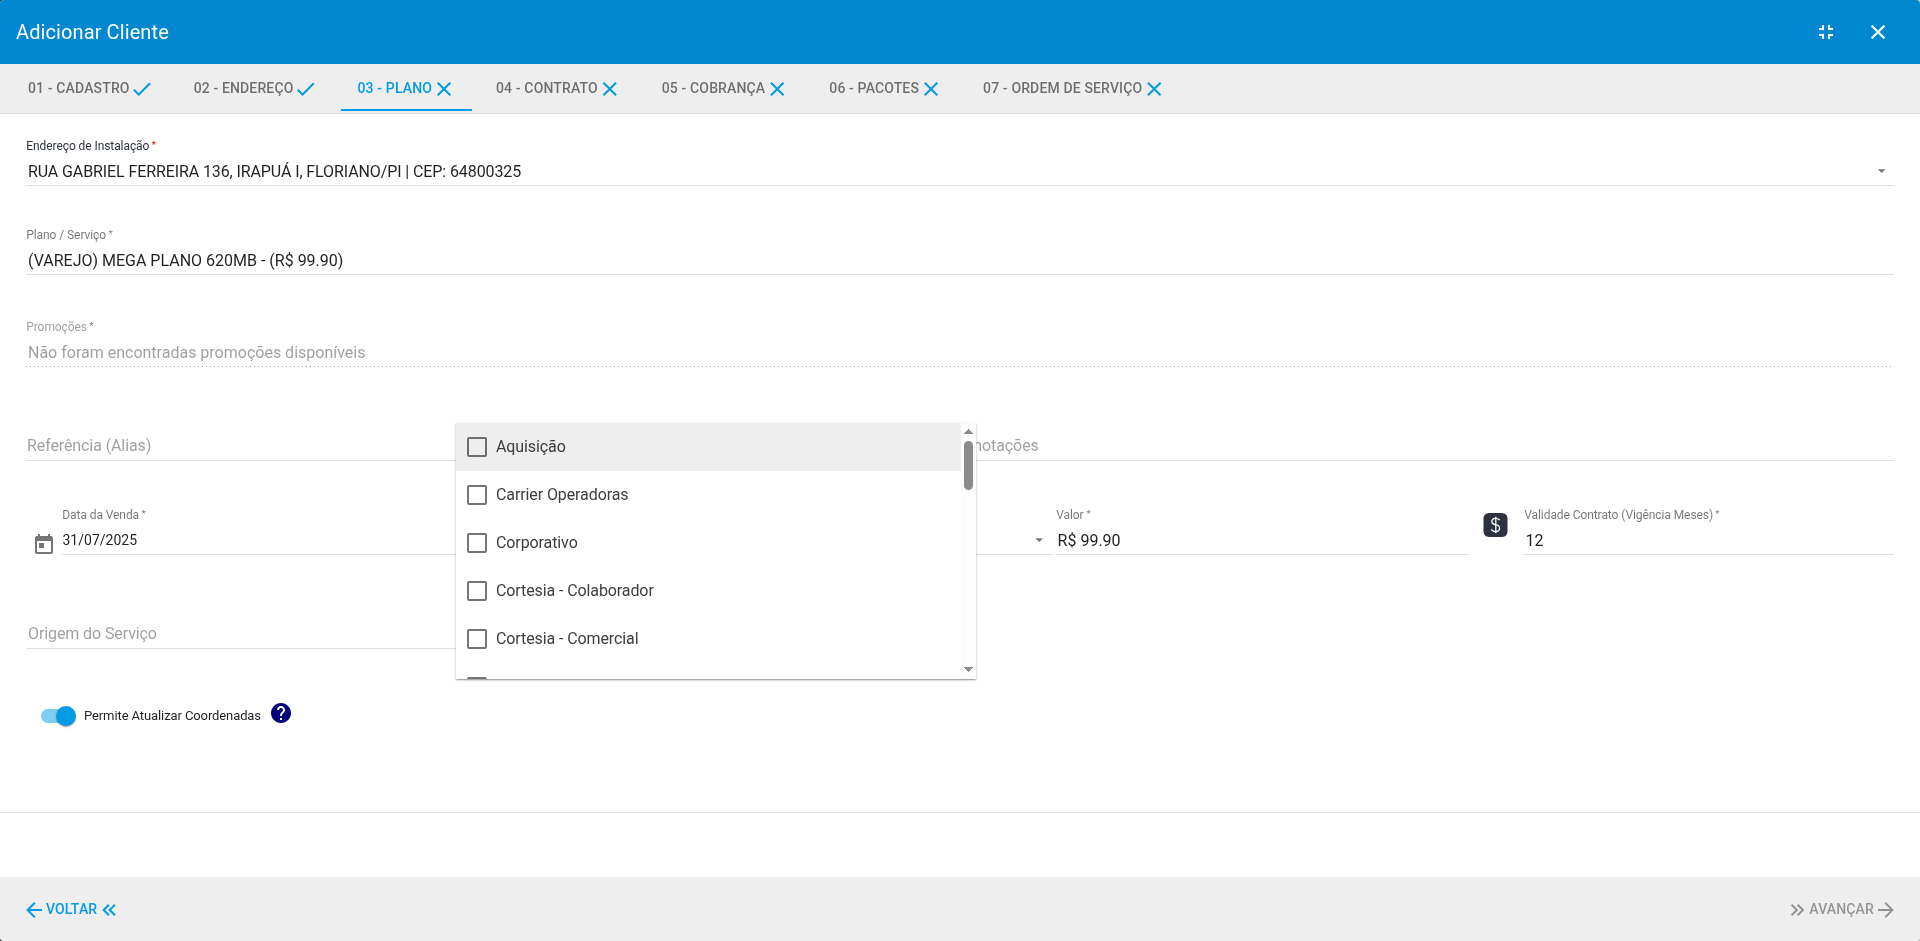 Adicionar Cliente
01 - CADASTRO 02 - ENDEREÇO 03 - PLANO 04 - CONTRATO 05 - COBRANÇA 06 - PACOTES 07 - ORDEM DE SERVIÇO
Endereço de Instalação *
RUA GABRIEL FERREIRA 136, IRAPUÁ I, FLORIANO/PI | CEP: 64800325
Plano / Serviço *
(VAREJO) MEGA PLANO 620MB - (R$ 99.90)
Promoções *
Não foram encontradas promoções disponíveis
Referência (Alias)
Aquisição
Carrier Operadoras
Corporativo
Cortesia - Colaborador
Cortesia - Comercial
notações
Data da Venda *
31/07/2025
Valor *
R$ 99.90
$
Validade Contrato (Vigência Meses) *
12
Origem do Serviço
Permite Atualizar Coordenadas ?
VOLTAR
AVANÇAR